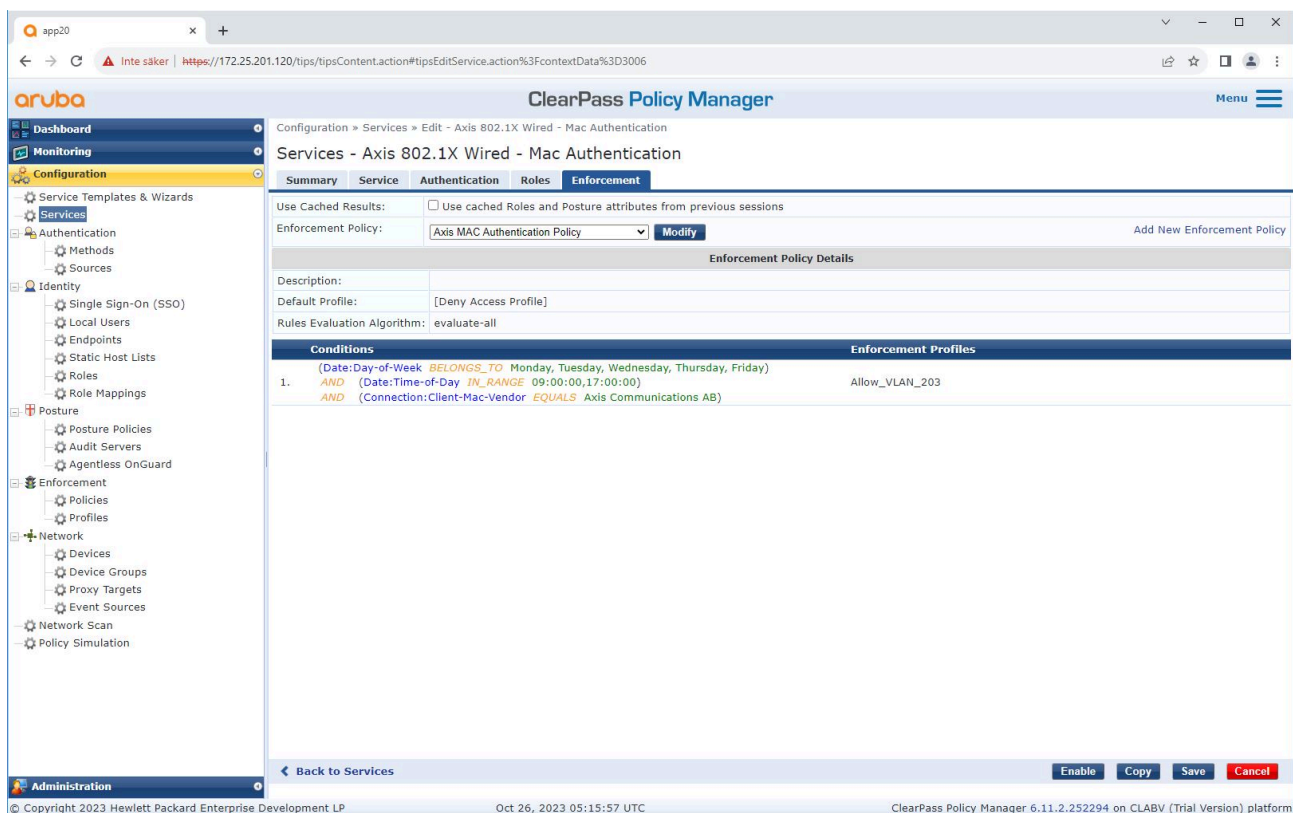 app20
Inte säker | https://172.25.201.120/tips/tipsContent.action#tipsEditService.action%3FcontextData%3D3006
aruba
ClearPass Policy Manager
Menu
Dashboard
Monitoring
Configuration
Service Templates & Wizards
Services
Authentication
Methods
Sources
Identity
Single Sign-On (SSO)
Local Users
Endpoints
Static Host Lists
Roles
Role Mappings
Posture
Posture Policies
Audit Servers
Agentless OnGuard
Enforcement
Policies
Profiles
Network
Devices
Device Groups
Proxy Targets
Event Sources
Network Scan
Policy Simulation
Administration
Configuration » Services » Edit - Axis 802.1X Wired - Mac Authentication
Services - Axis 802.1X Wired - Mac Authentication
Summary Service Authentication Roles Enforcement
Use Cached Results: Use cached Roles and Posture attributes from previous sessions
Enforcement Policy: Axis MAC Authentication Policy Modify Add New Enforcement Policy
Enforcement Policy Details
Description:
Default Profile: [Deny Access Profile]
Rules Evaluation Algorithm: evaluate-all
Conditions Enforcement Profiles
(Date:Day-of-Week BELONGS_TO Monday, Tuesday, Wednesday, Thursday, Friday)
1. AND (Date:Time-of-Day IN_RANGE 09:00:00,17:00:00) Allow_VLAN_203
AND (Connection:Client-Mac-Vendor EQUALS Axis Communications AB)
Back to Services Enable Copy Save Cancel
© Copyright 2023 Hewlett Packard Enterprise Development LP Oct 26, 2023 05:15:57 UTC ClearPass Policy Manager 6.11.2.252294 on CLABV (Trial Version) platform